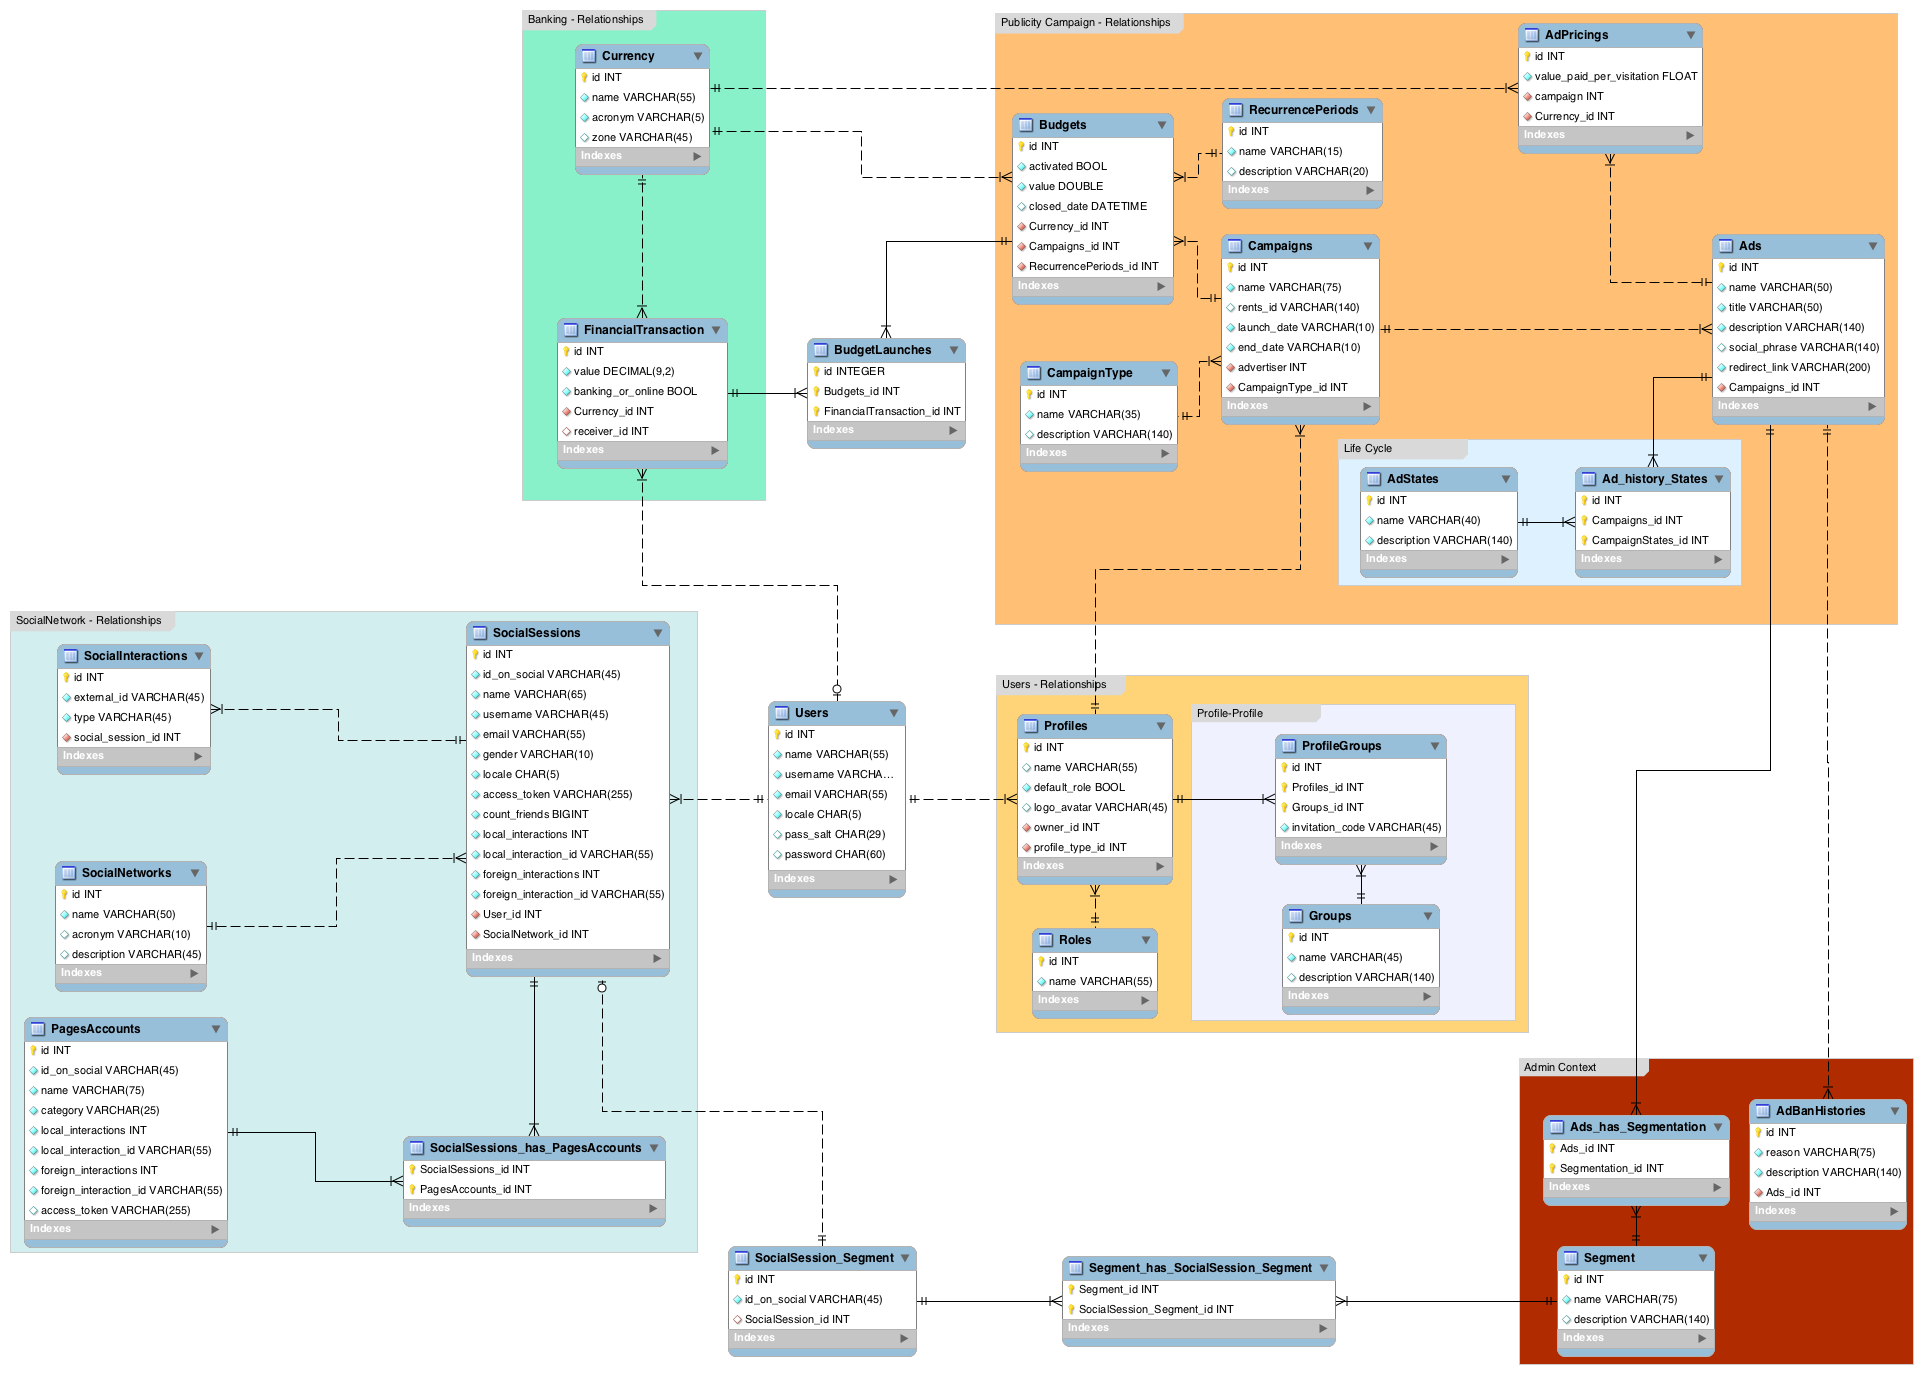 Banking - Relationships
Currency
id INT
name VARCHAR(55)
acronym VARCHAR(5)
zone VARCHAR(45)
Indexes
FinancialTransaction
id INT
value DECIMAL(9,2)
banking_or_online BOOL
Currency_id INT
receiver_id INT
Indexes
BudgetLaunches
id INTEGER
Budgets_id INT
FinancialTransaction_id INT
Indexes
Publicity Campaign - Relationships
Budgets
id INT
activated BOOL
value DOUBLE
closed_date DATETIME
Currency_id INT
Campaigns_id INT
RecurrencePeriods_id INT
Indexes
RecurrencePeriods
id INT
name VARCHAR(15)
description VARCHAR(20)
Indexes
AdPricings
id INT
value_paid_per_visitation FLOAT
campaign INT
Currency_id INT
Indexes
Campaigns
id INT
name VARCHAR(75)
rents_id VARCHAR(140)
launch_date VARCHAR(10)
end_date VARCHAR(10)
advertiser INT
CampaignType_id INT
Indexes
CampaignType
id INT
name VARCHAR(35)
description VARCHAR(140)
Indexes
Ads
id INT
name VARCHAR(50)
title VARCHAR(50)
description VARCHAR(140)
social_phrase VARCHAR(140)
redirect_link VARCHAR(200)
Campaigns_id INT
Indexes
Life Cycle
AdStates
id INT
name VARCHAR(40)
description VARCHAR(140)
Indexes
Ad_history_States
id INT
Campaigns_id INT
CampaignStates_id INT
Indexes
SocialNetwork - Relationships
SocialInteractions
id INT
external_id VARCHAR(45)
type VARCHAR(45)
social_session_id INT
Indexes
SocialSessions
id INT
id_on_social VARCHAR(45)
name VARCHAR(65)
username VARCHAR(45)
email VARCHAR(55)
gender VARCHAR(10)
locale CHAR(5)
access_token VARCHAR(255)
count_friends BIGINT
local_interactions INT
local_interaction_id VARCHAR(55)
foreign_interactions INT
foreign_interaction_id VARCHAR(55)
User_id INT
SocialNetwork_id INT
Indexes
SocialNetworks
id INT
name VARCHAR(50)
acronym VARCHAR(10)
description VARCHAR(45)
Indexes
PagesAccounts
id INT
id_on_social VARCHAR(45)
name VARCHAR(75)
category VARCHAR(25)
local_interactions INT
local_interaction_id VARCHAR(55)
foreign_interactions INT
foreign_interaction_id VARCHAR(55)
access_token VARCHAR(255)
Indexes
SocialSessions_has_PagesAccounts
SocialSessions_id INT
PagesAccounts_id INT
Indexes
Users
id INT
name VARCHAR(55)
username VARCHA...
email VARCHAR(55)
locale CHAR(5)
pass_salt CHAR(29)
password CHAR(60)
Indexes
Users - Relationships
Profiles
id INT
name VARCHAR(55)
default_role BOOL
logo_avatar VARCHAR(45)
owner_id INT
profile_type_id INT
Indexes
Roles
id INT
name VARCHAR(55)
Indexes
Profile-Profile
ProfileGroups
id INT
Profiles_id INT
Groups_id INT
invitation_code VARCHAR(45)
Indexes
Groups
id INT
name VARCHAR(45)
description VARCHAR(140)
Indexes
SocialSession_Segment
id INT
id_on_social VARCHAR(45)
SocialSession_id INT
Indexes
Segment_has_SocialSession_Segment
Segment_id INT
SocialSession_Segment_id INT
Indexes
Admin Context
Ads_has_Segmentation
Ads_id INT
Segmentation_id INT
Indexes
AdBanHistories
id INT
reason VARCHAR(75)
description VARCHAR(140)
Ads_id INT
Indexes
Segment
id INT
name VARCHAR(75)
description VARCHAR(140)
Indexes